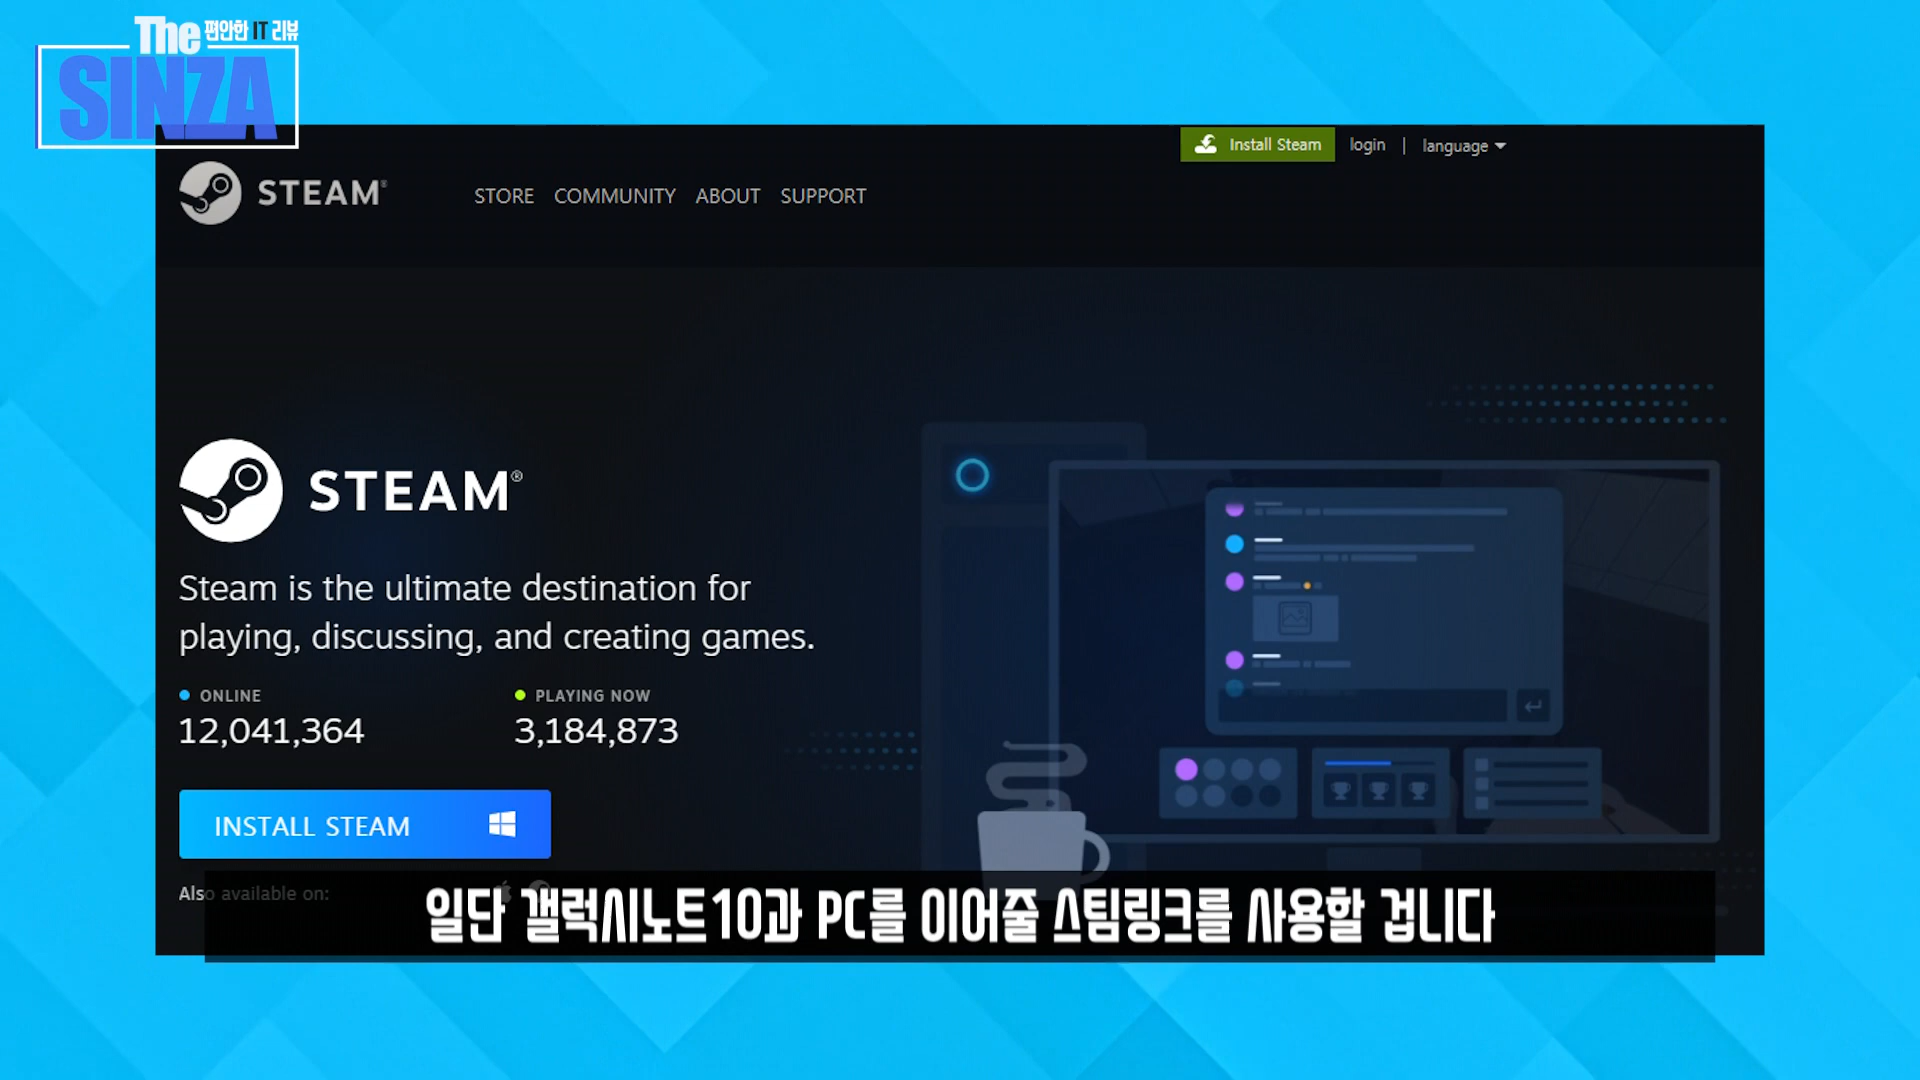 The 편안한 IT 리뷰
SINZA
Install Steam login | language
STEAM®
STORE COMMUNITY ABOUT SUPPORT
STEAM®
Steam is the ultimate destination for
playing, discussing, and creating games.
ONLINE
12,041,364
PLAYING NOW
3,184,873
INSTALL STEAM
Also available on:
일단 갤럭시노트10과 PC를 이어줄 스팀링크를 사용할 겁니다